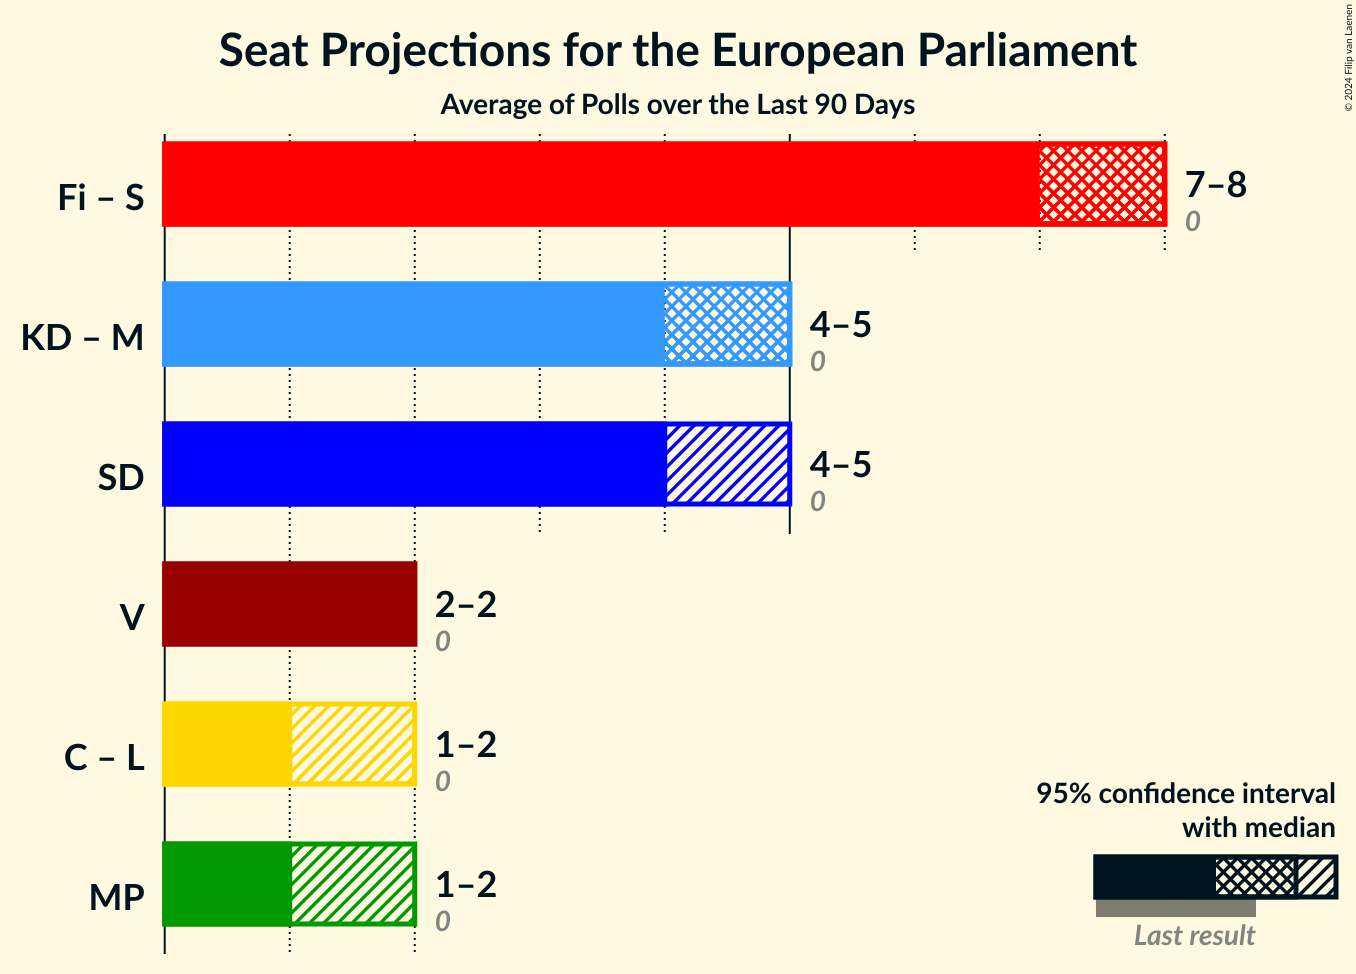 Seat Projections for the European Parliament
Average of Polls over the Last 90 Days
© 2024 Filip van Laenen
Fi – S
7–8
0
KD – M
4–5
0
SD
4–5
0
V
2–2
0
C – L
1–2
0
MP
1–2
0
95% confidence interval
with median
Last result